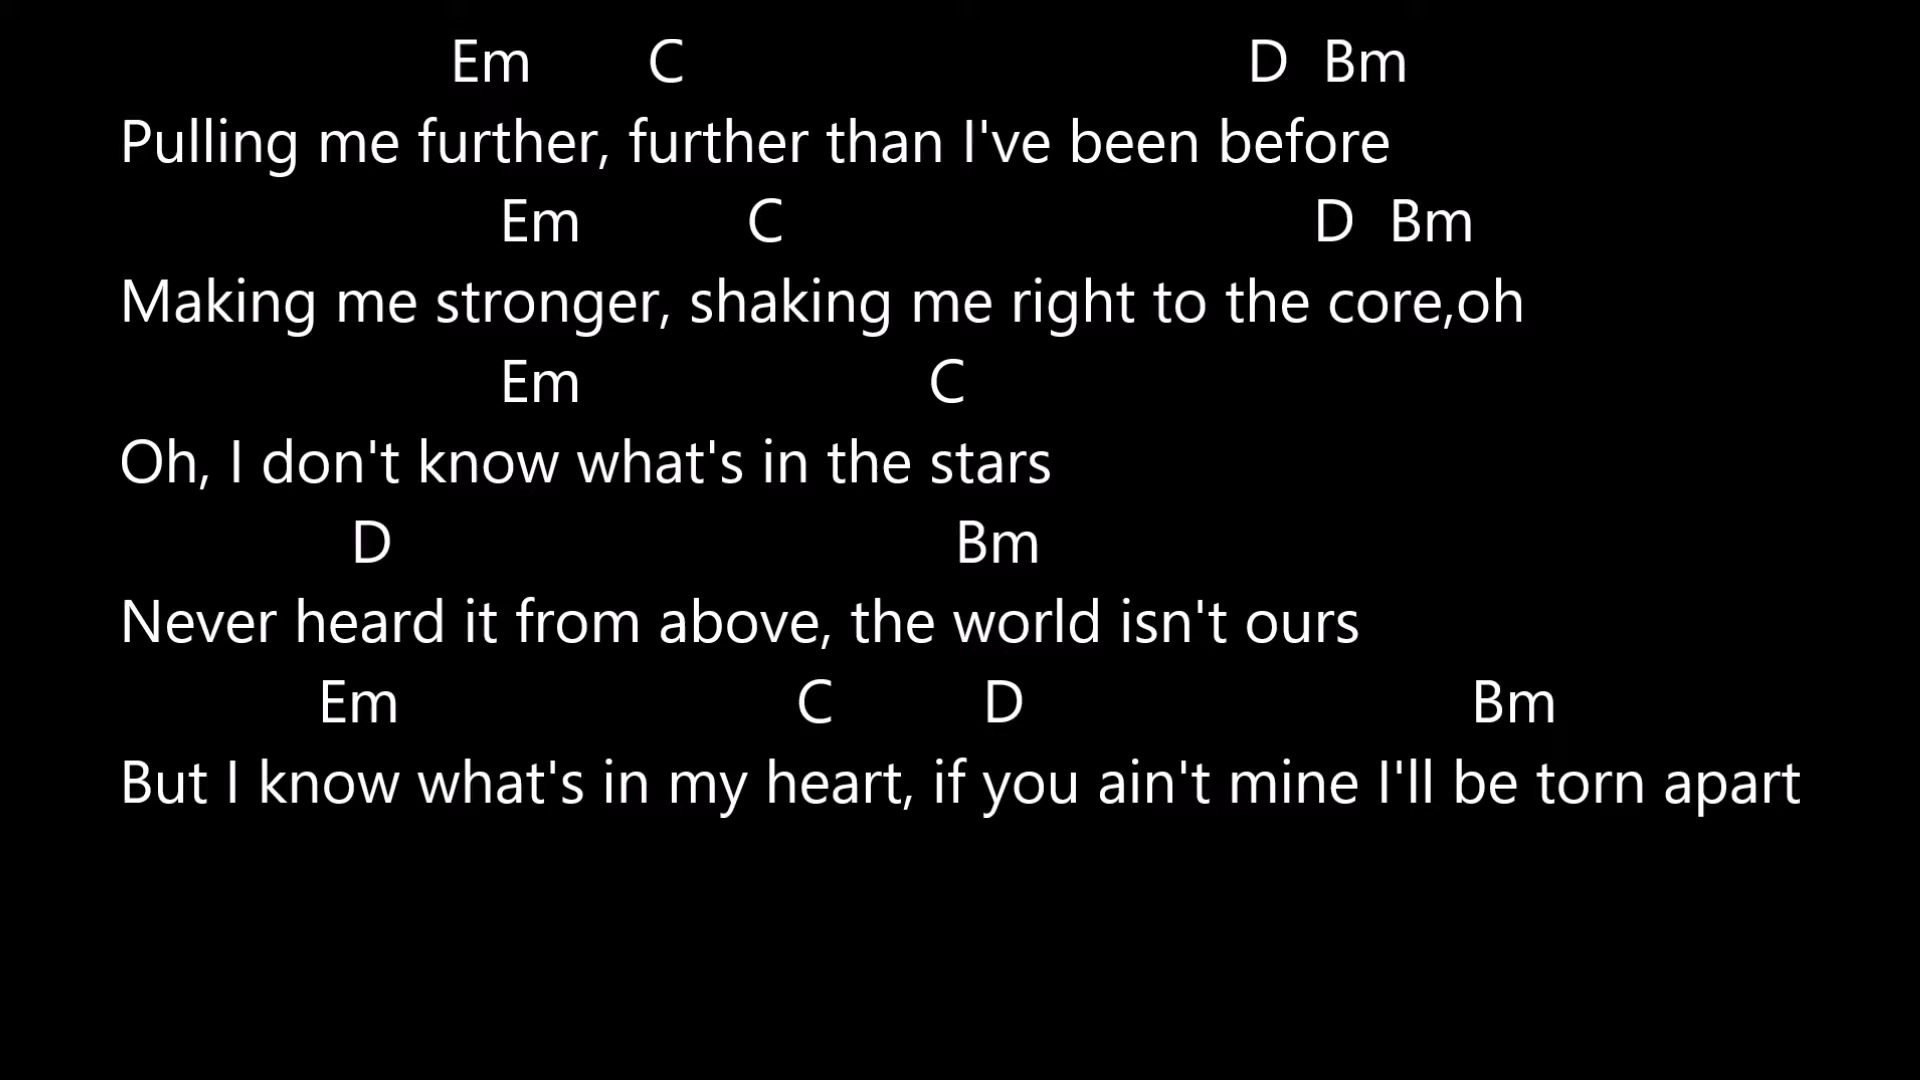 Em C D Bm
Pulling me further, further than I've been before
Em C D Bm
Making me stronger, shaking me right to the core,oh
Em C
Oh, I don't know what's in the stars
D Bm
Never heard it from above, the world isn't ours
Em C D Bm
But I know what's in my heart, if you ain't mine I'll be torn apart